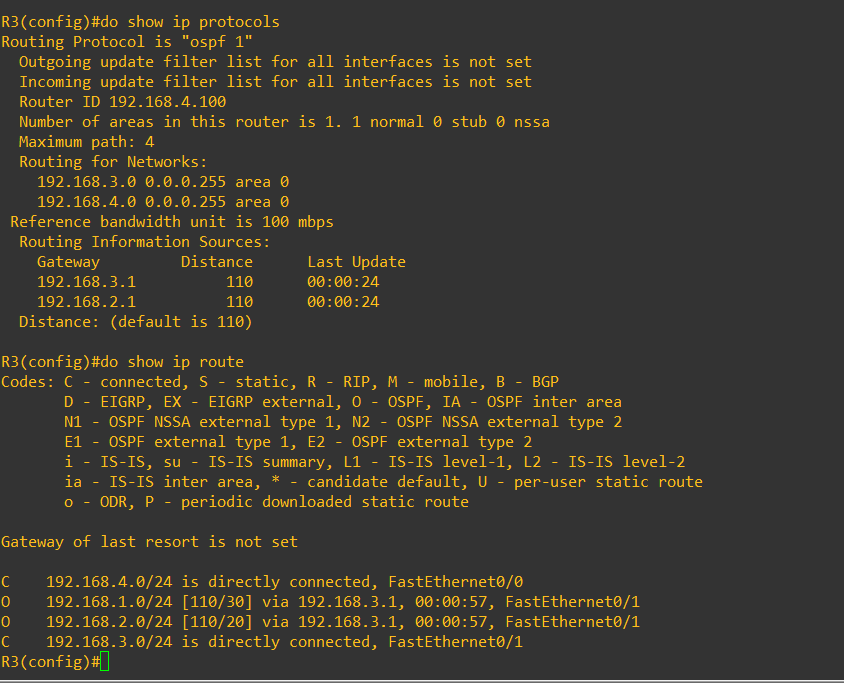 R3(config)#do show ip protocols
Routing Protocol is "ospf 1"
  Outgoing update filter list for all interfaces is not set
  Incoming update filter list for all interfaces is not set
  Router ID 192.168.4.100
  Number of areas in this router is 1. 1 normal 0 stub 0 nssa
  Maximum path: 4
  Routing for Networks:
    192.168.3.0 0.0.0.255 area 0
    192.168.4.0 0.0.0.255 area 0
 Reference bandwidth unit is 100 mbps
  Routing Information Sources:
    Gateway         Distance      Last Update
    192.168.3.1          110      00:00:24
    192.168.2.1          110      00:00:24
  Distance: (default is 110)

R3(config)#do show ip route
Codes: C - connected, S - static, R - RIP, M - mobile, B - BGP
       D - EIGRP, EX - EIGRP external, O - OSPF, IA - OSPF inter area
       N1 - OSPF NSSA external type 1, N2 - OSPF NSSA external type 2
       E1 - OSPF external type 1, E2 - OSPF external type 2
       i - IS-IS, su - IS-IS summary, L1 - IS-IS level-1, L2 - IS-IS level-2
       ia - IS-IS inter area, * - candidate default, U - per-user static route
       o - ODR, P - periodic downloaded static route

Gateway of last resort is not set

C    192.168.4.0/24 is directly connected, FastEthernet0/0
O    192.168.1.0/24 [110/30] via 192.168.3.1, 00:00:57, FastEthernet0/1
O    192.168.2.0/24 [110/20] via 192.168.3.1, 00:00:57, FastEthernet0/1
C    192.168.3.0/24 is directly connected, FastEthernet0/1
R3(config)#